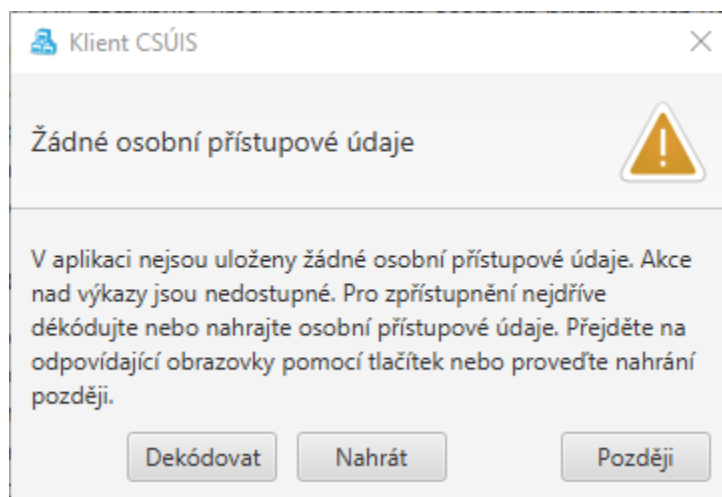 Klient CSÚIS
Žádné osobní přístupové údaje
V aplikaci nejsou uloženy žádné osobní přístupové údaje. Akce
nad výkazy jsou nedostupné. Pro zpřístupnění nejdříve
dékódujte nebo nahrajte osobní přístupové údaje. Přejděte na
odpovídající obrazovky pomocí tlačítek nebo proveďte nahrání
později.
Dekódovat Nahrát Později